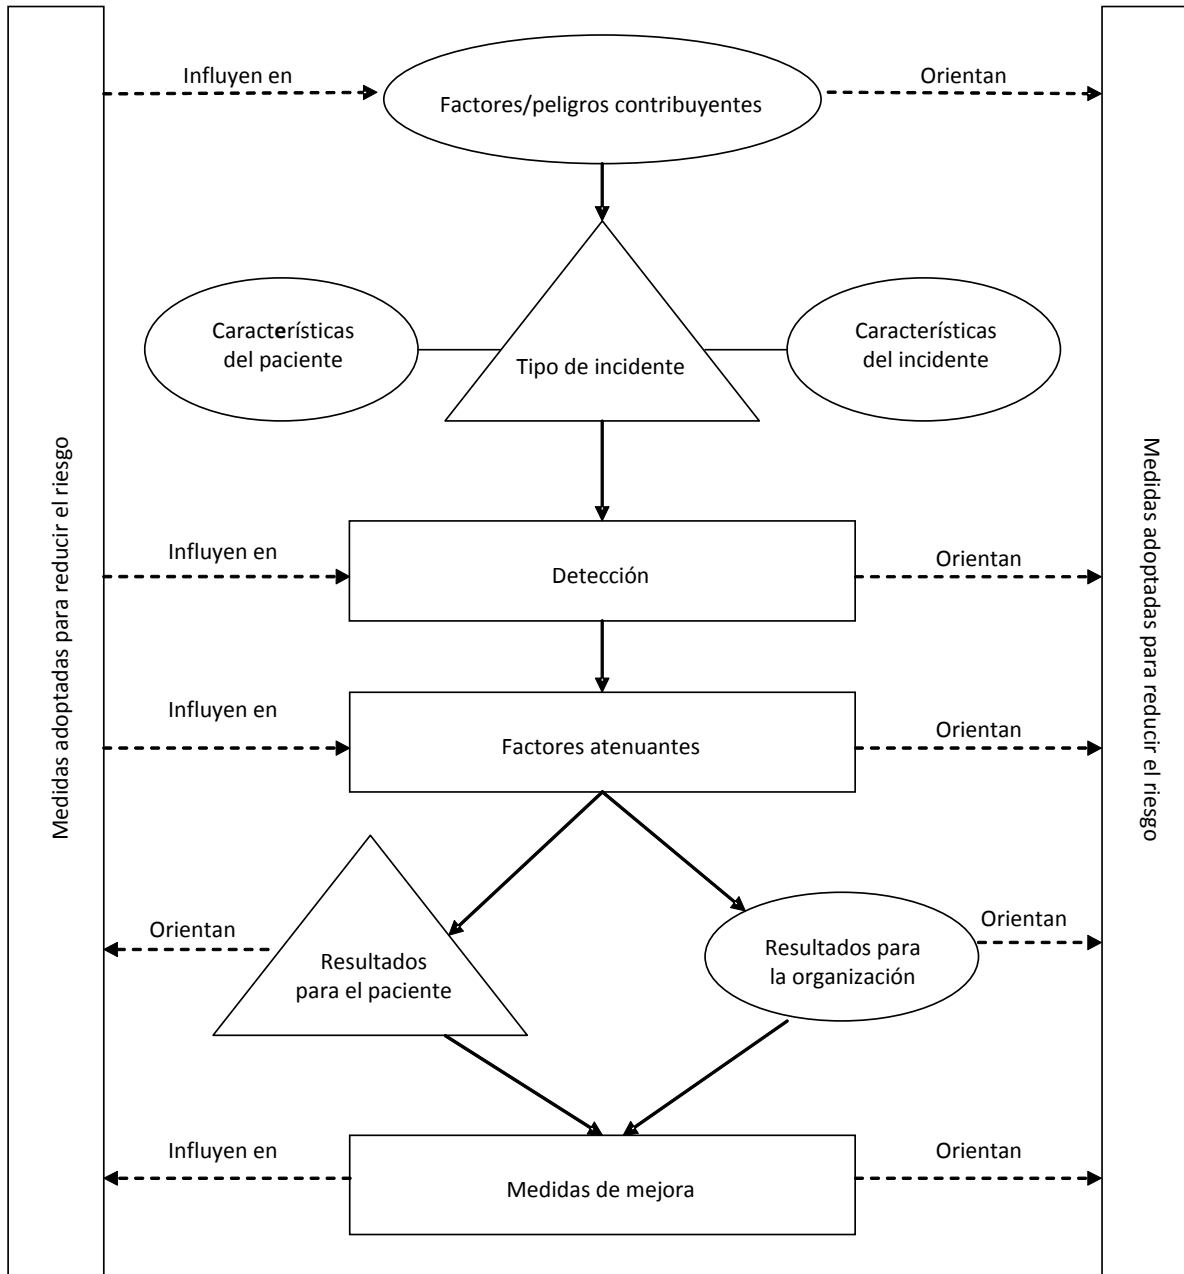 Influyen en
Orientan
Factores/peligros contribuyentes
Características
del paciente
Tipo de incidente
Características
del incidente
Medidas adoptadas para reducir el riesgo
Medidas adoptadas para reducir el riesgo
Influyen en
Detección
Orientan
Influyen en
Factores atenuantes
Orientan
Orientan
Resultados
para el paciente
Resultados para
la organización
Orientan
Influyen en
Medidas de mejora
Orientan